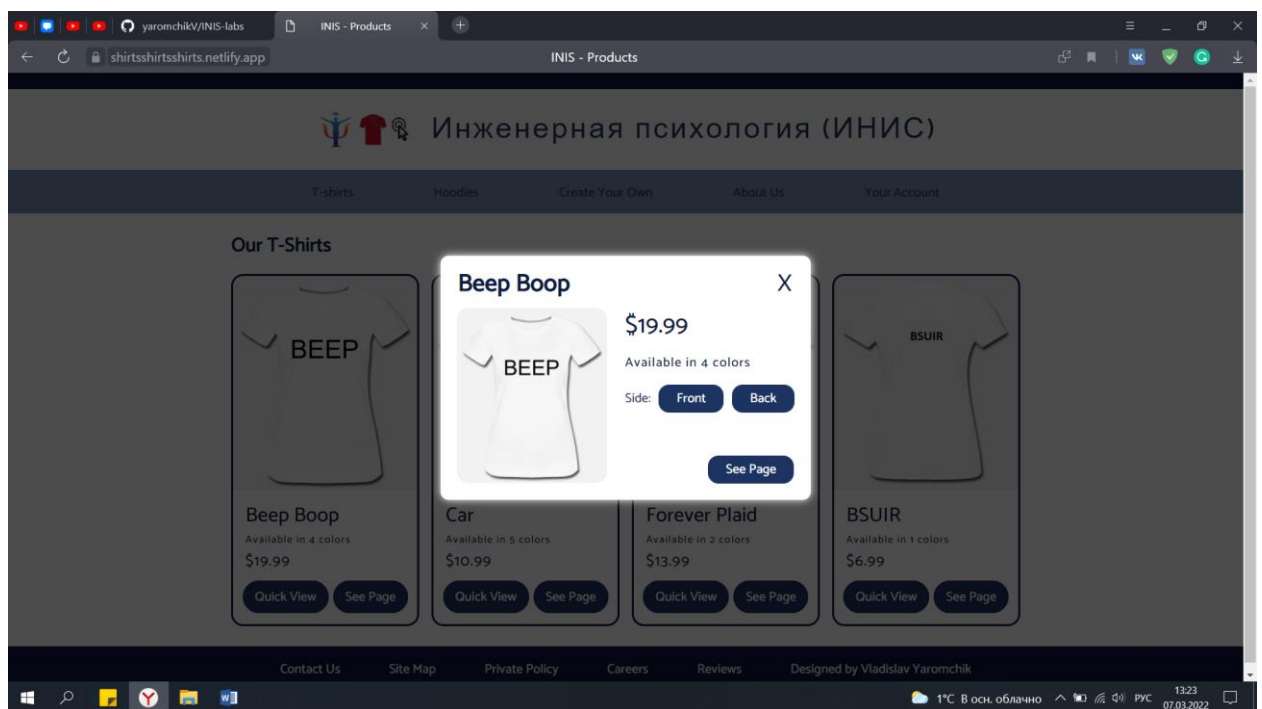 yaromchikV/INIS-labs INIS - Products
shirtsshirtsshirts.netlify.app INIS - Products
Инженерная психология (ИНИС)
T-shirts Hoodies Create Your Own About Us Your Account
Our T-Shirts
BEEP
BSUIR
Beep Boop X
BEEP
$19.99
Available in 4 colors
Side: Front Back
See Page
Beep Boop
Available in 4 colors
$19.99
Quick View See Page
Car
Available in 5 colors
$10.99
Quick View See Page
Forever Plaid
Available in 2 colors
$13.99
Quick View See Page
BSUIR
Available in 1 colors
$6.99
Quick View See Page
Contact Us Site Map Private Policy Careers Reviews Designed by Vladislav Yaromchik
1°C В осн. облачно РУС 13:23
07.03.2022